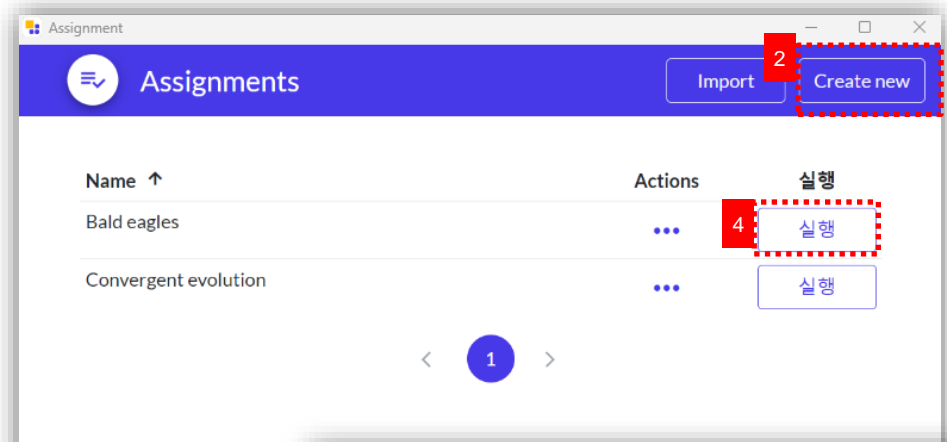 Assignment
Assignments
Import
2
Create new
Name ↑
Actions
실행
Bald eagles
•••
4
실행
Convergent evolution
•••
실행
< 1 >